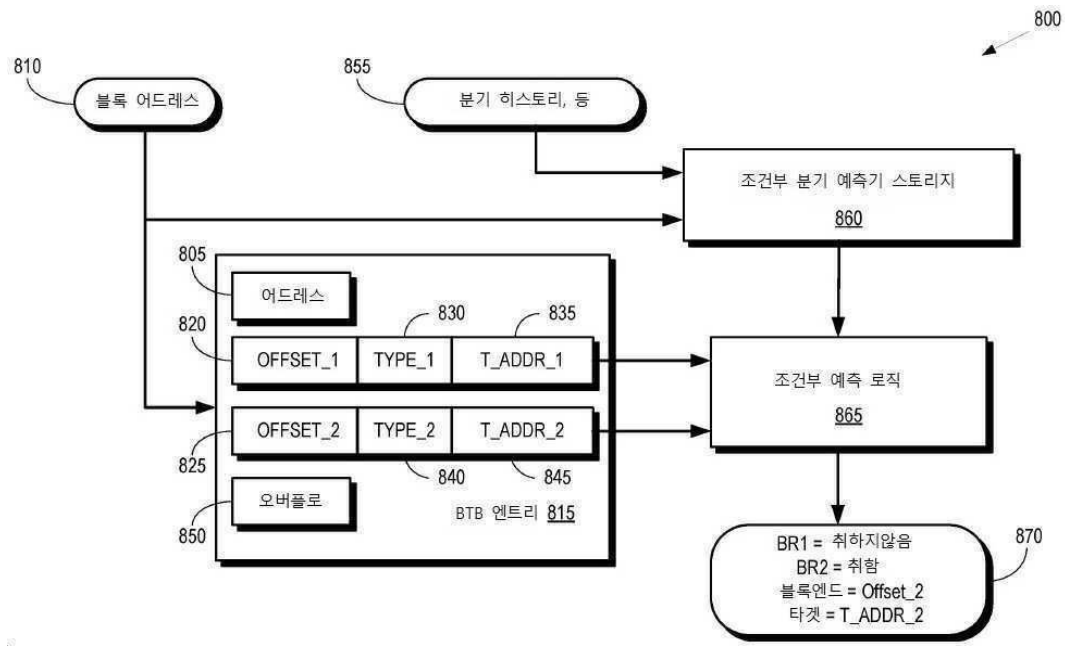 800
810
855
블록 어드레스
분기 히스토리, 등
조건부 분기 예측기 스토리지
860
805
어드레스
820
830
835
OFFSET_1 TYPE_1 T_ADDR_1
조건부 예측 로직
865
OFFSET_2 TYPE_2 T_ADDR_2
825
840
845
오버플로
850
BTB 엔트리 815
870
BR1 = 취하지않음
BR2 = 취함
블록엔드 = Offset_2
타겟 = T_ADDR_2